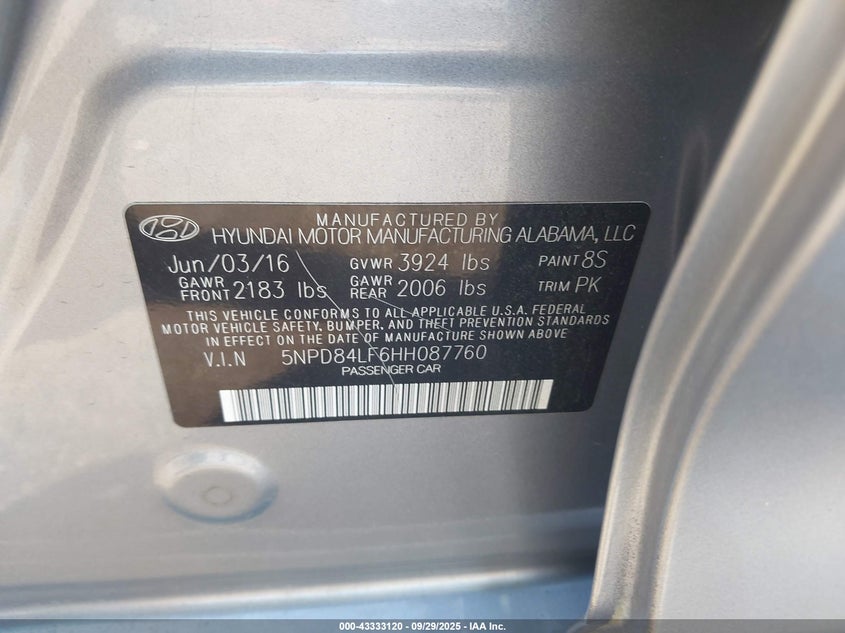 MANUFACTURED BY
HYUNDAI MOTOR MANUFACTURING ALABAMA, LLC
Jun/03/16 GVWR 3924 lbs PAINT 8S
GAWR FRONT 2183 lbs GAWR REAR 2006 lbs TRIM PK
THIS VEHICLE CONFORMS TO ALL APPLICABLE U.S.A. FEDERAL
MOTOR VEHICLE SAFETY, BUMPER, AND THEFT PREVENTION STANDARDS
IN EFFECT ON THE DATE OF MANUFACTURE SHOWN ABOVE
V.I.N 5NPD84LF6HH087760
PASSENGER CAR
000-43333120 - 09/29/2025 - IAA Inc.